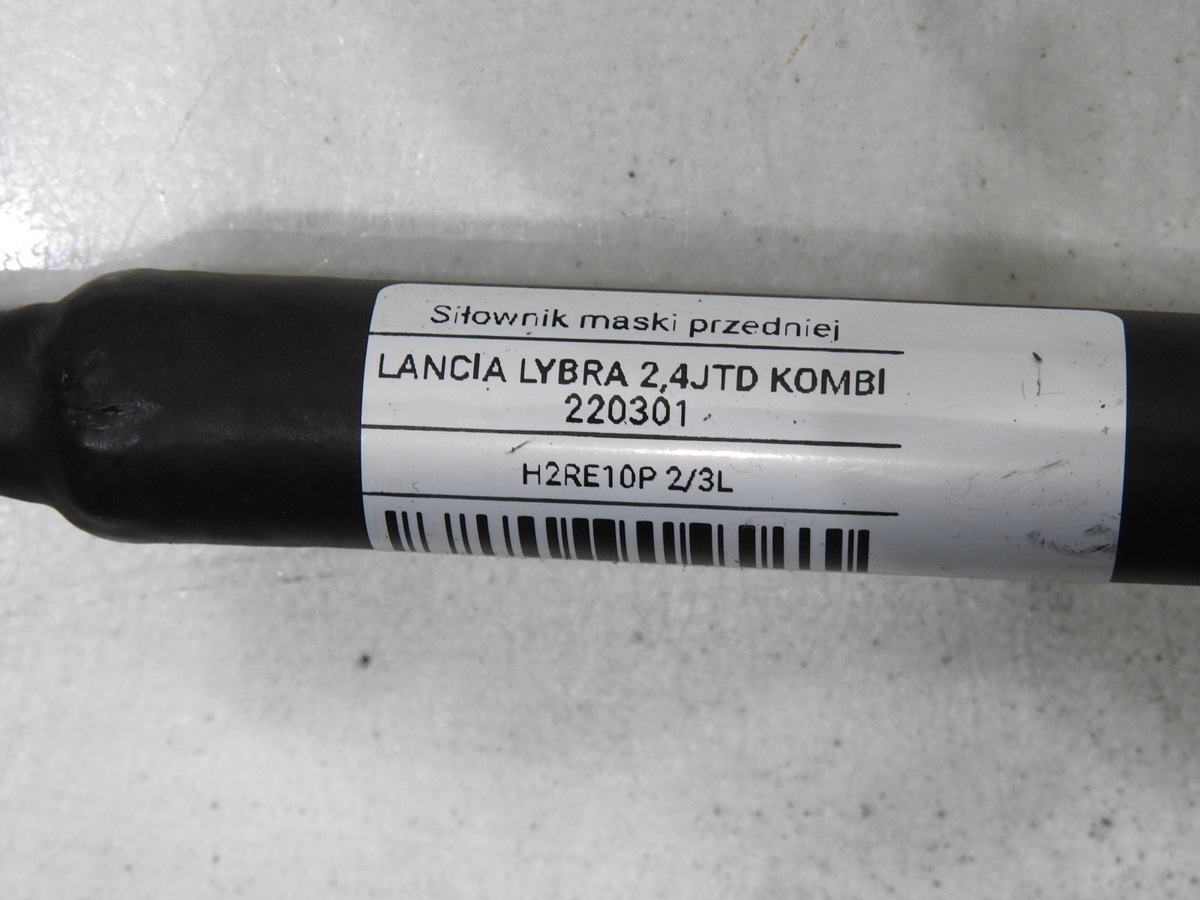 Siłownik maski przedniej
LANCIA LYBRA 2,4JTD KOMBI
220301
H2RE10P 2/3L